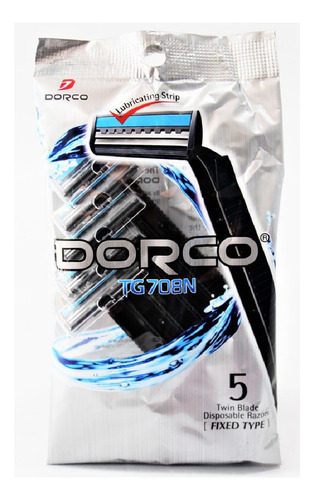 DORCO
Lubricating Strip
DORCO®
TG708N
5
Twin Blade
Disposable Razors
[ FIXED TYPE ]